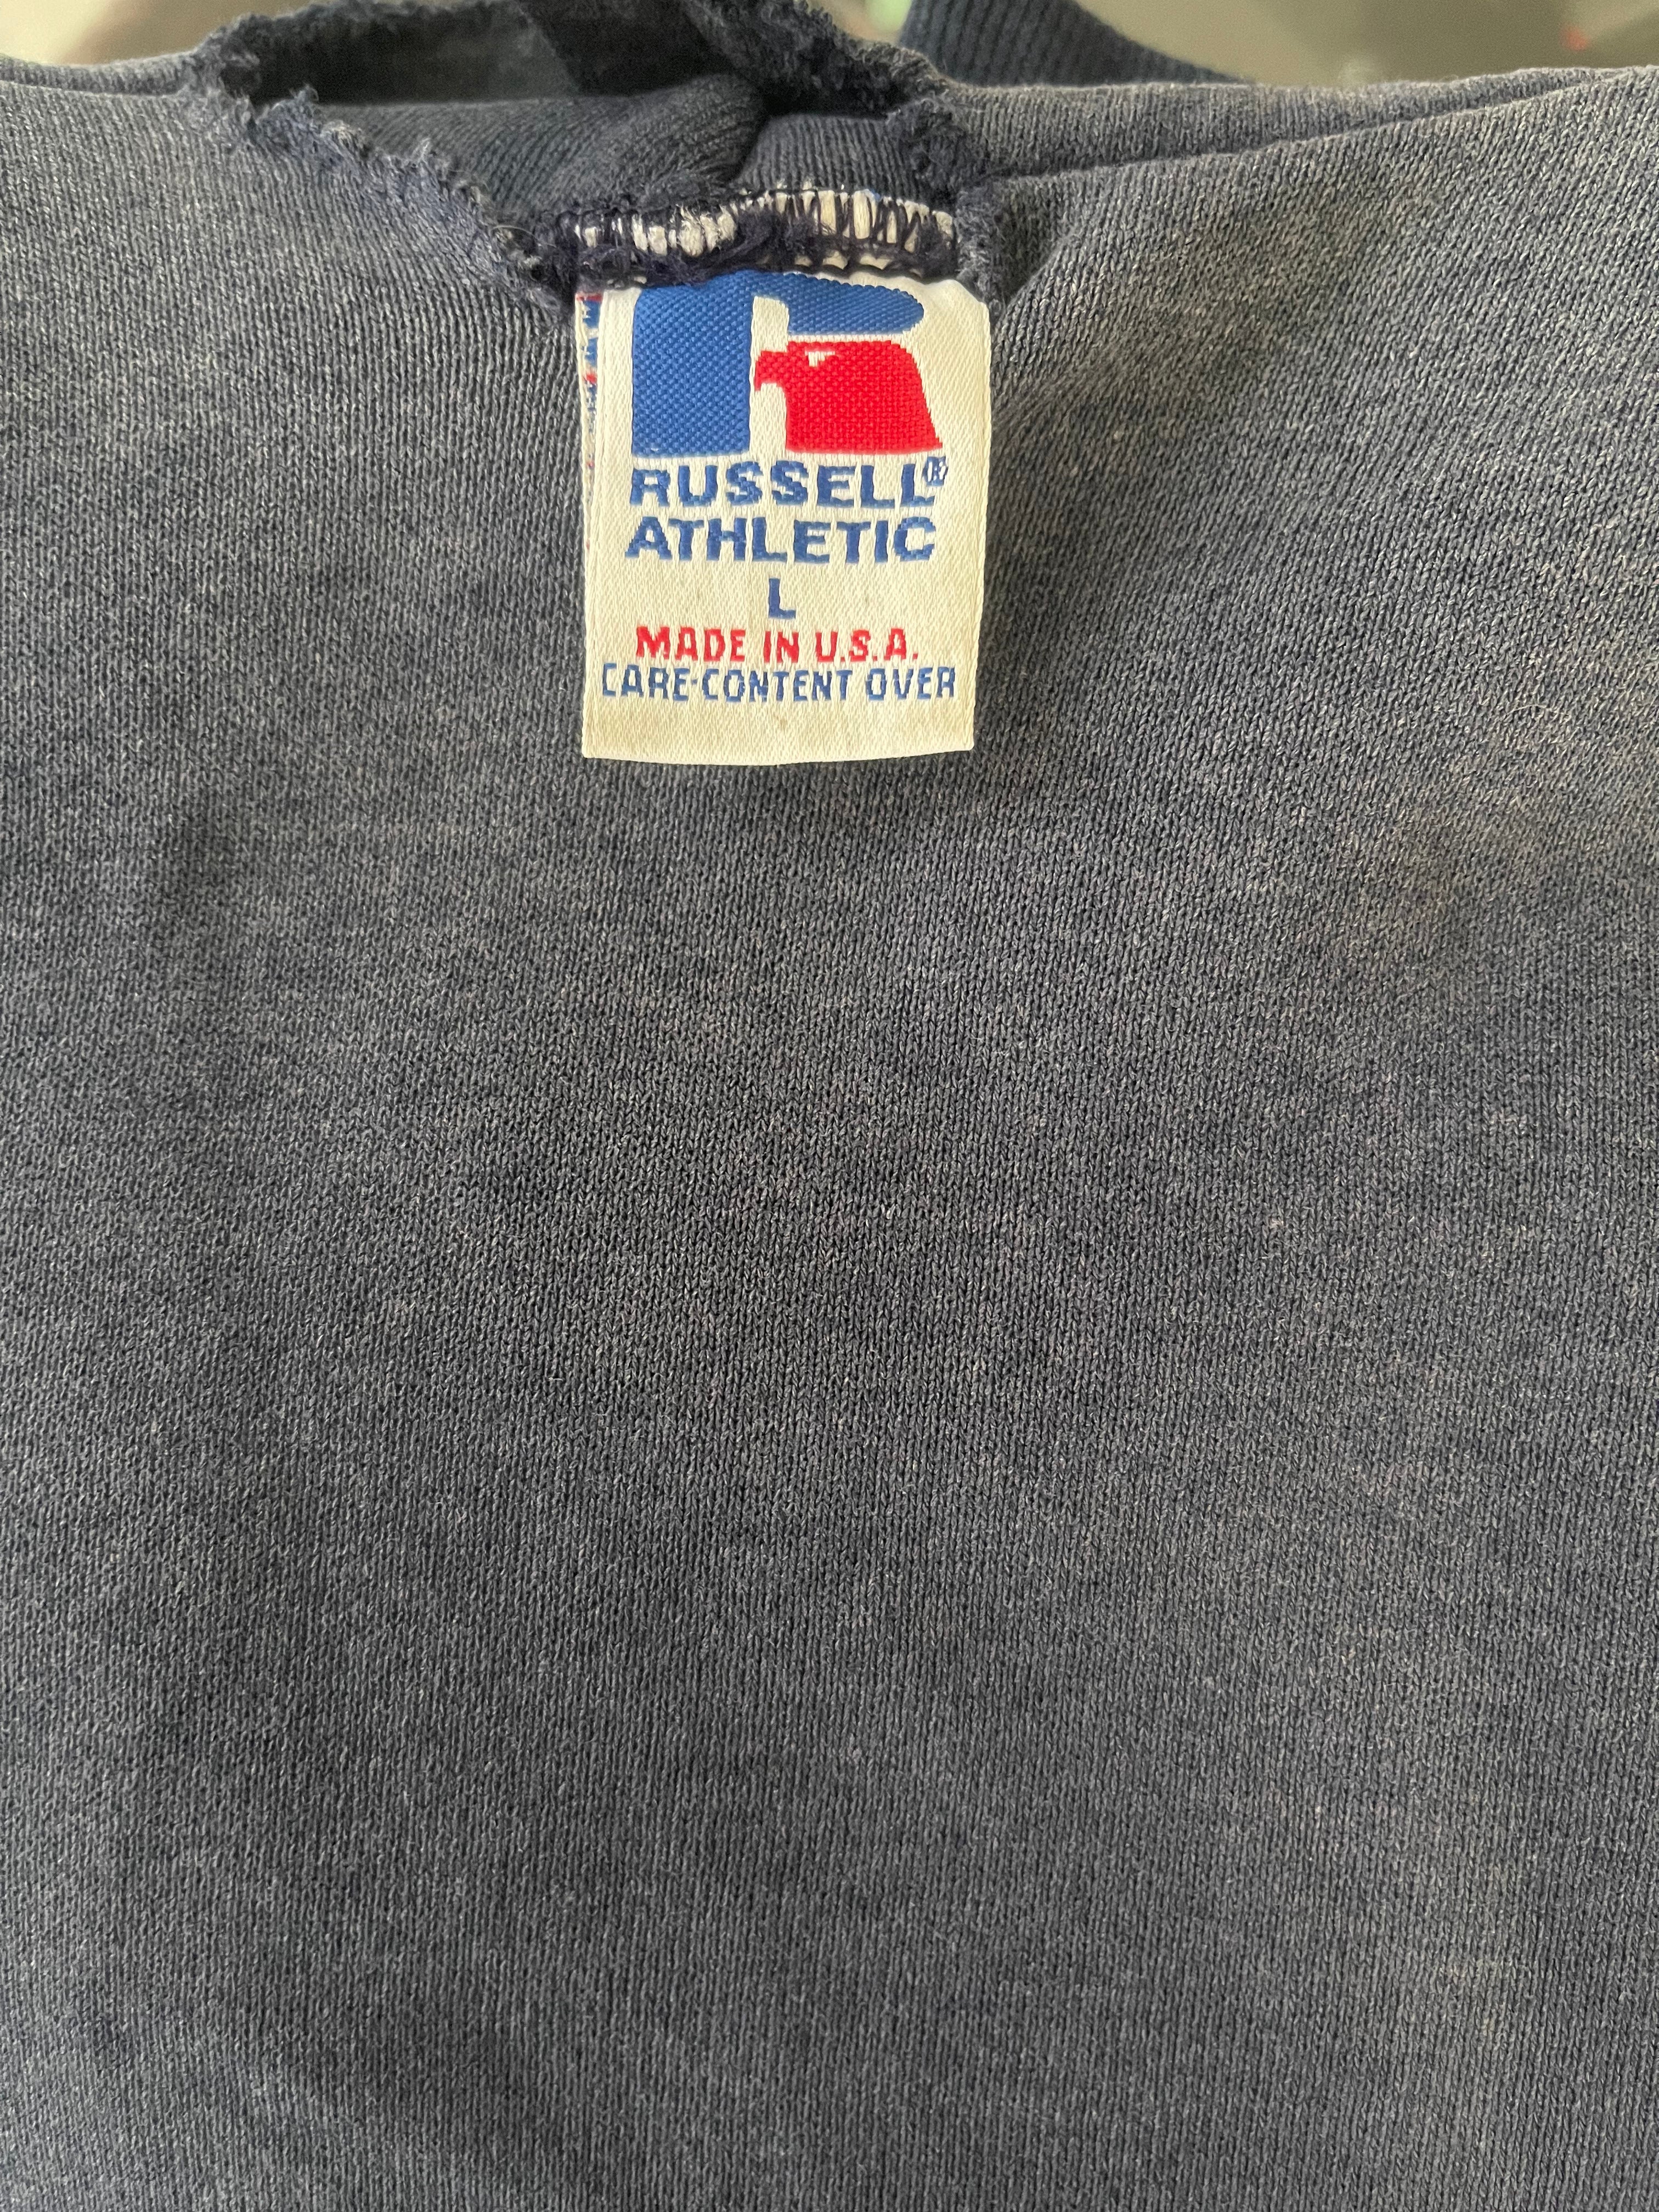 RUSSELL®
ATHLETIC
L
MADE IN U.S.A.
CARE-CONTENT OVER